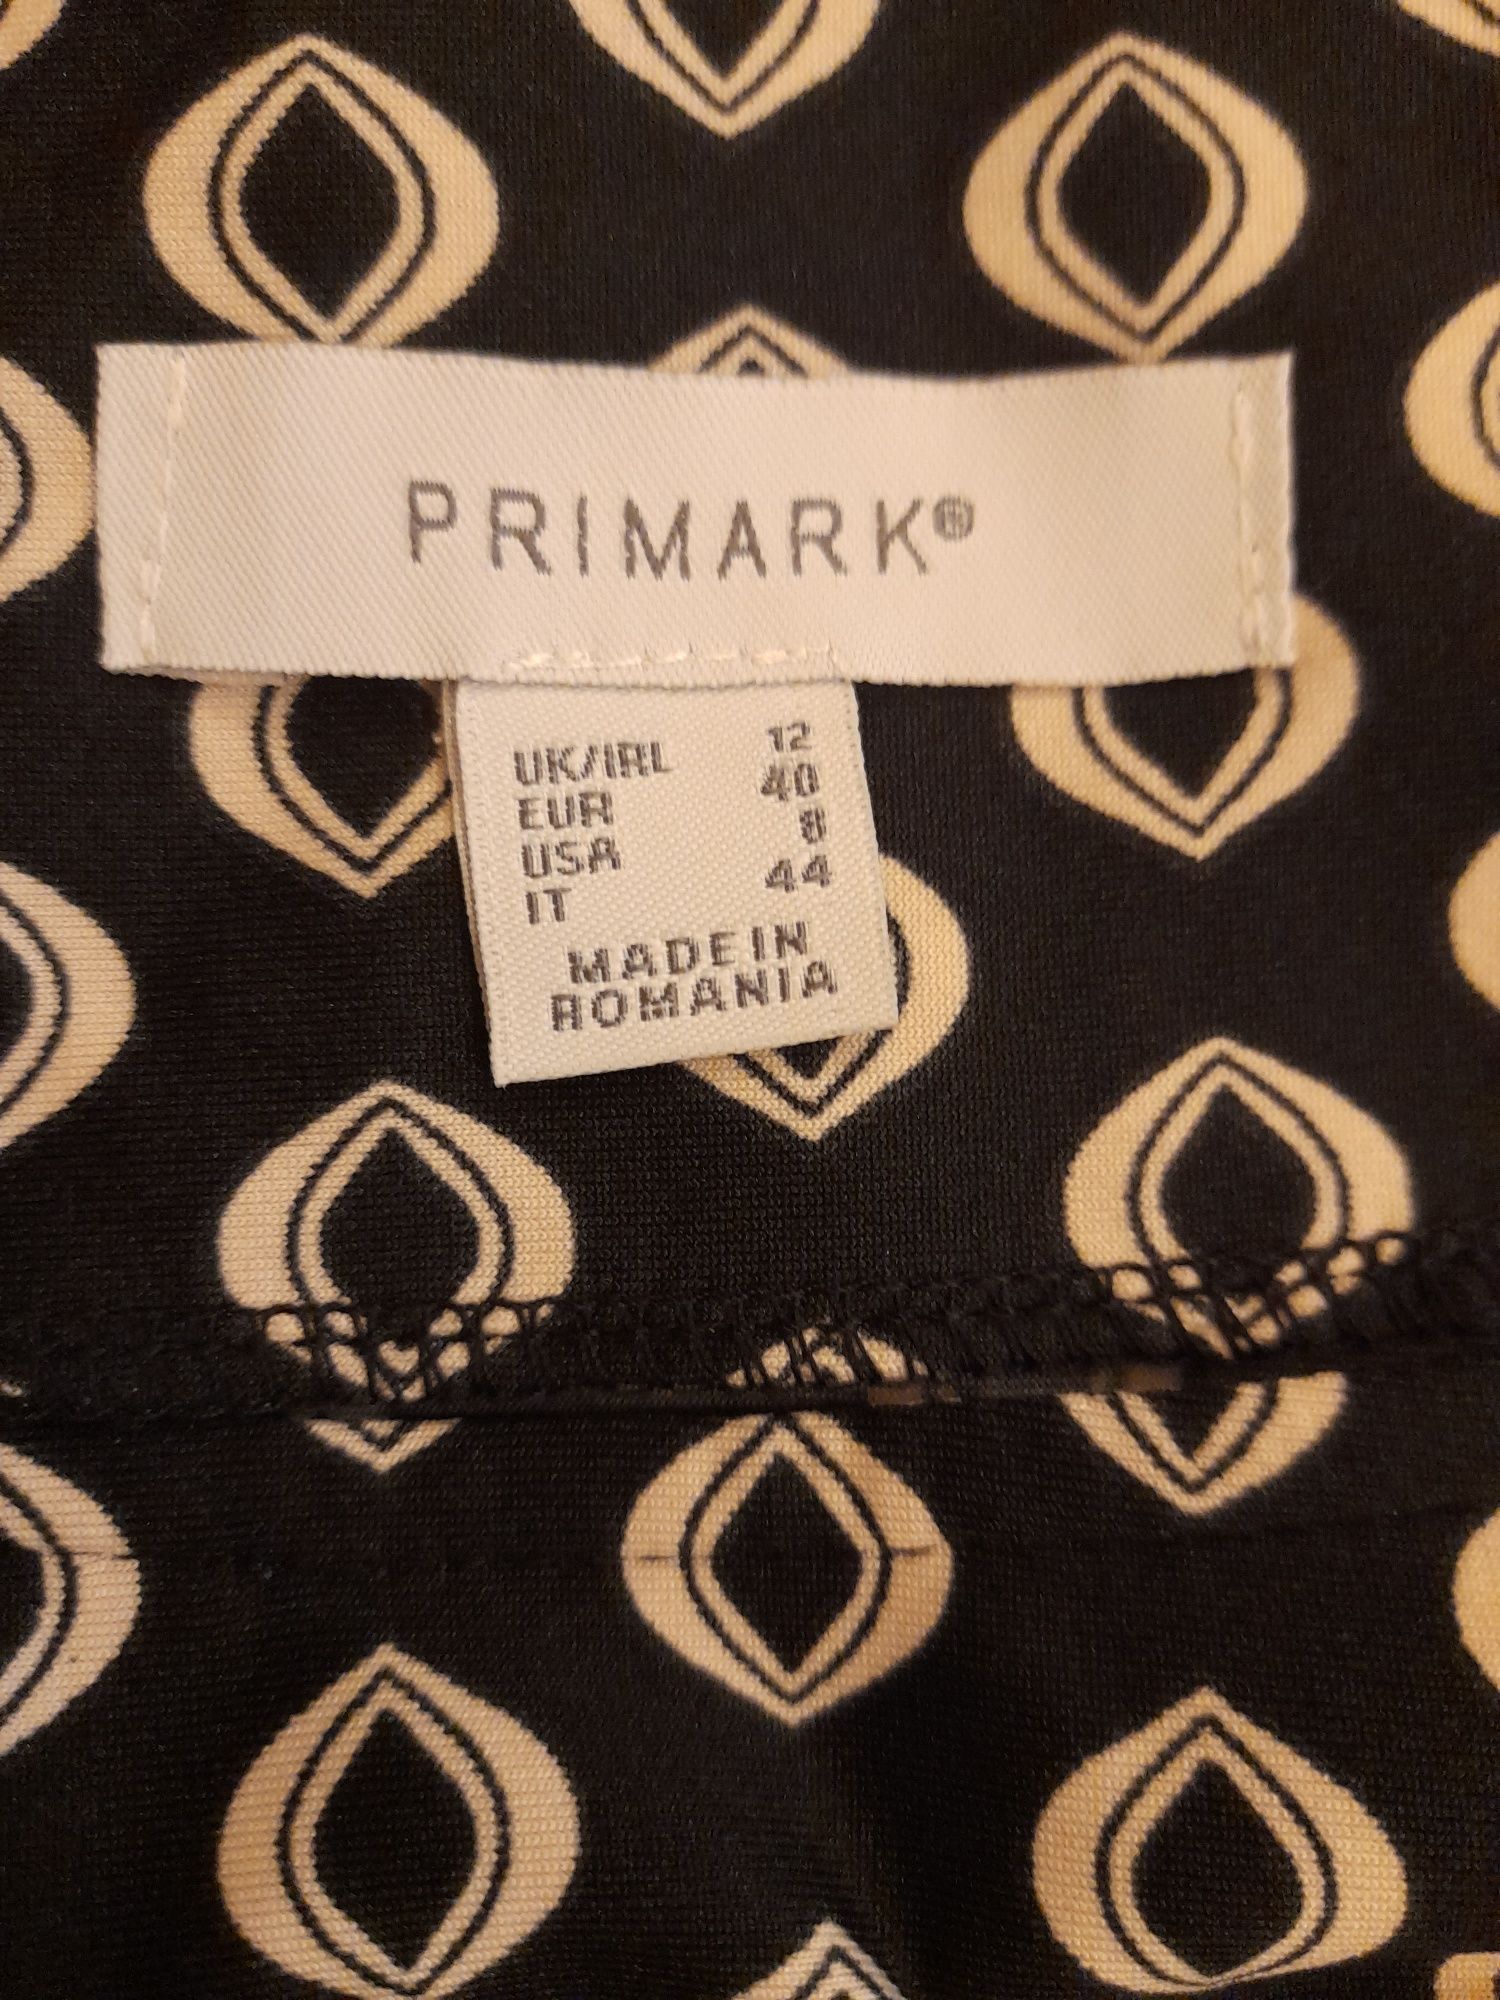 PRIMARK®
UK/IRL 12
EUR 40
USA 8
IT 44
MADE IN
ROMANIA